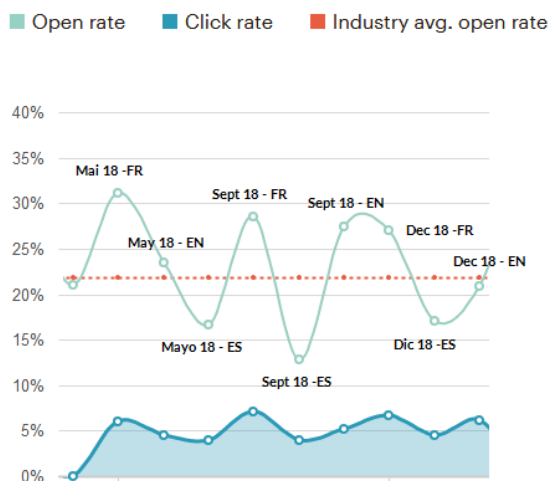 Open rate Click rate Industry avg. open rate
40%
35%
Mai 18 -FR
30%
Sept 18 - FR
Sept 18 - EN
Dec 18 -FR
May 18 - EN
25%
Dec 18 - EN
20%
15%
Mayo 18 - ES
Dic 18 -ES
Sept 18 -ES
10%
5%
0%